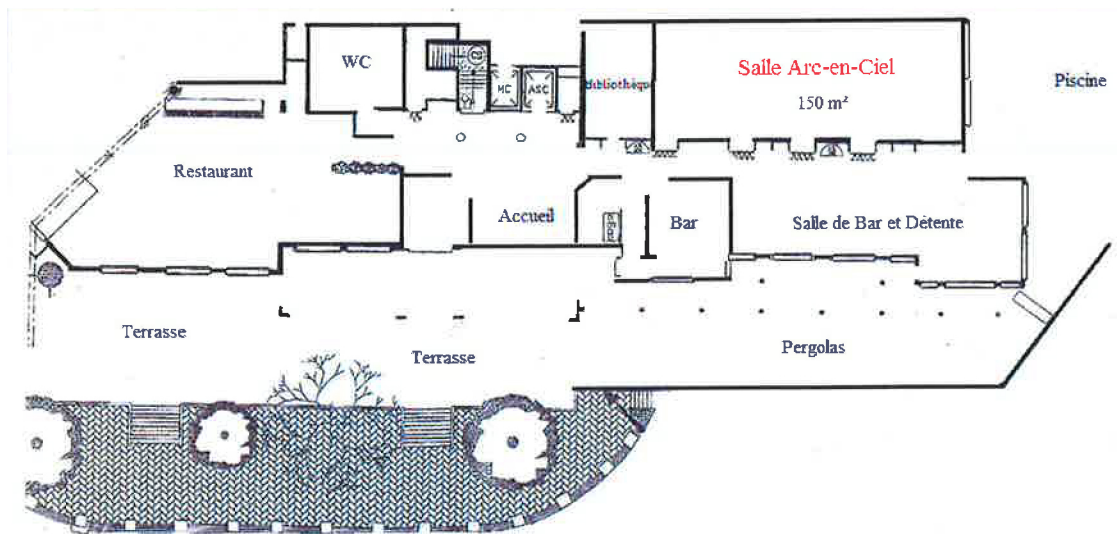 WC
MC
ASC
Bibliothèque
Salle Arc-en-Ciel
150 m²
Piscine
Restaurant
Accueil
Bar
Salle de Bar et Détente
Terrasse
Terrasse
Pergolas